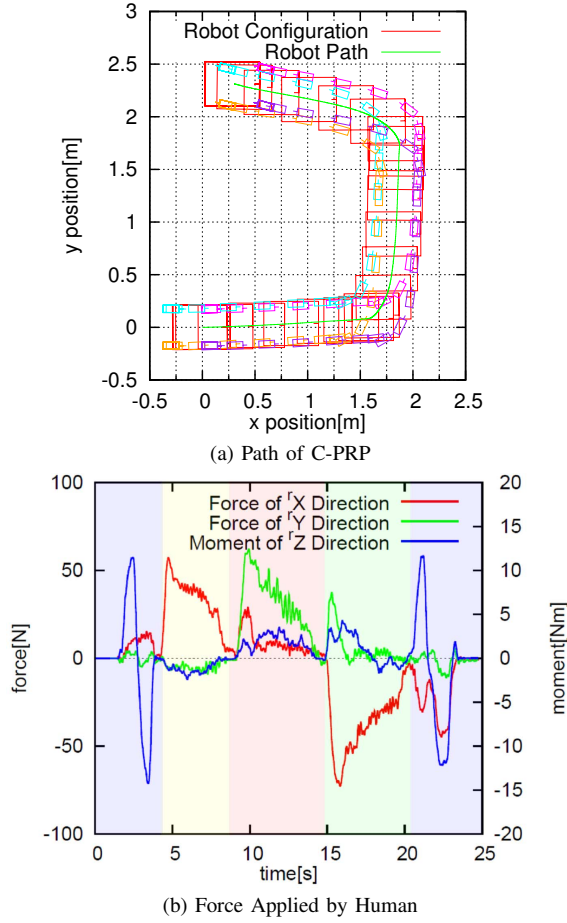 3
2.5
2
1.5
1
0.5
0
-0.5
y position[m]
Robot Configuration
Robot Path
-0.5 0 0.5 1 1.5 2 2.5
x position[m]
(a) Path of C-PRP
100
50
0
-50
-100
force[N]
Force of ʳX Direction
Force of ʳY Direction
Moment of ʳZ Direction
20
15
10
5
0
-5
-10
-15
-20
moment[Nm]
0 5 10 15 20 25
time[s]
(b) Force Applied by Human